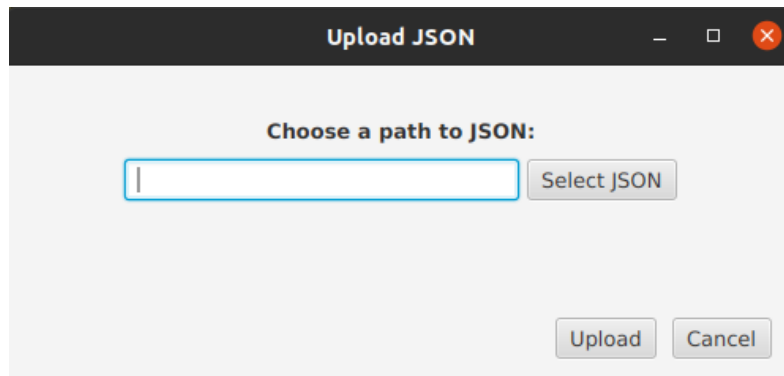 Upload JSON
Choose a path to JSON:
Select JSON
Upload Cancel